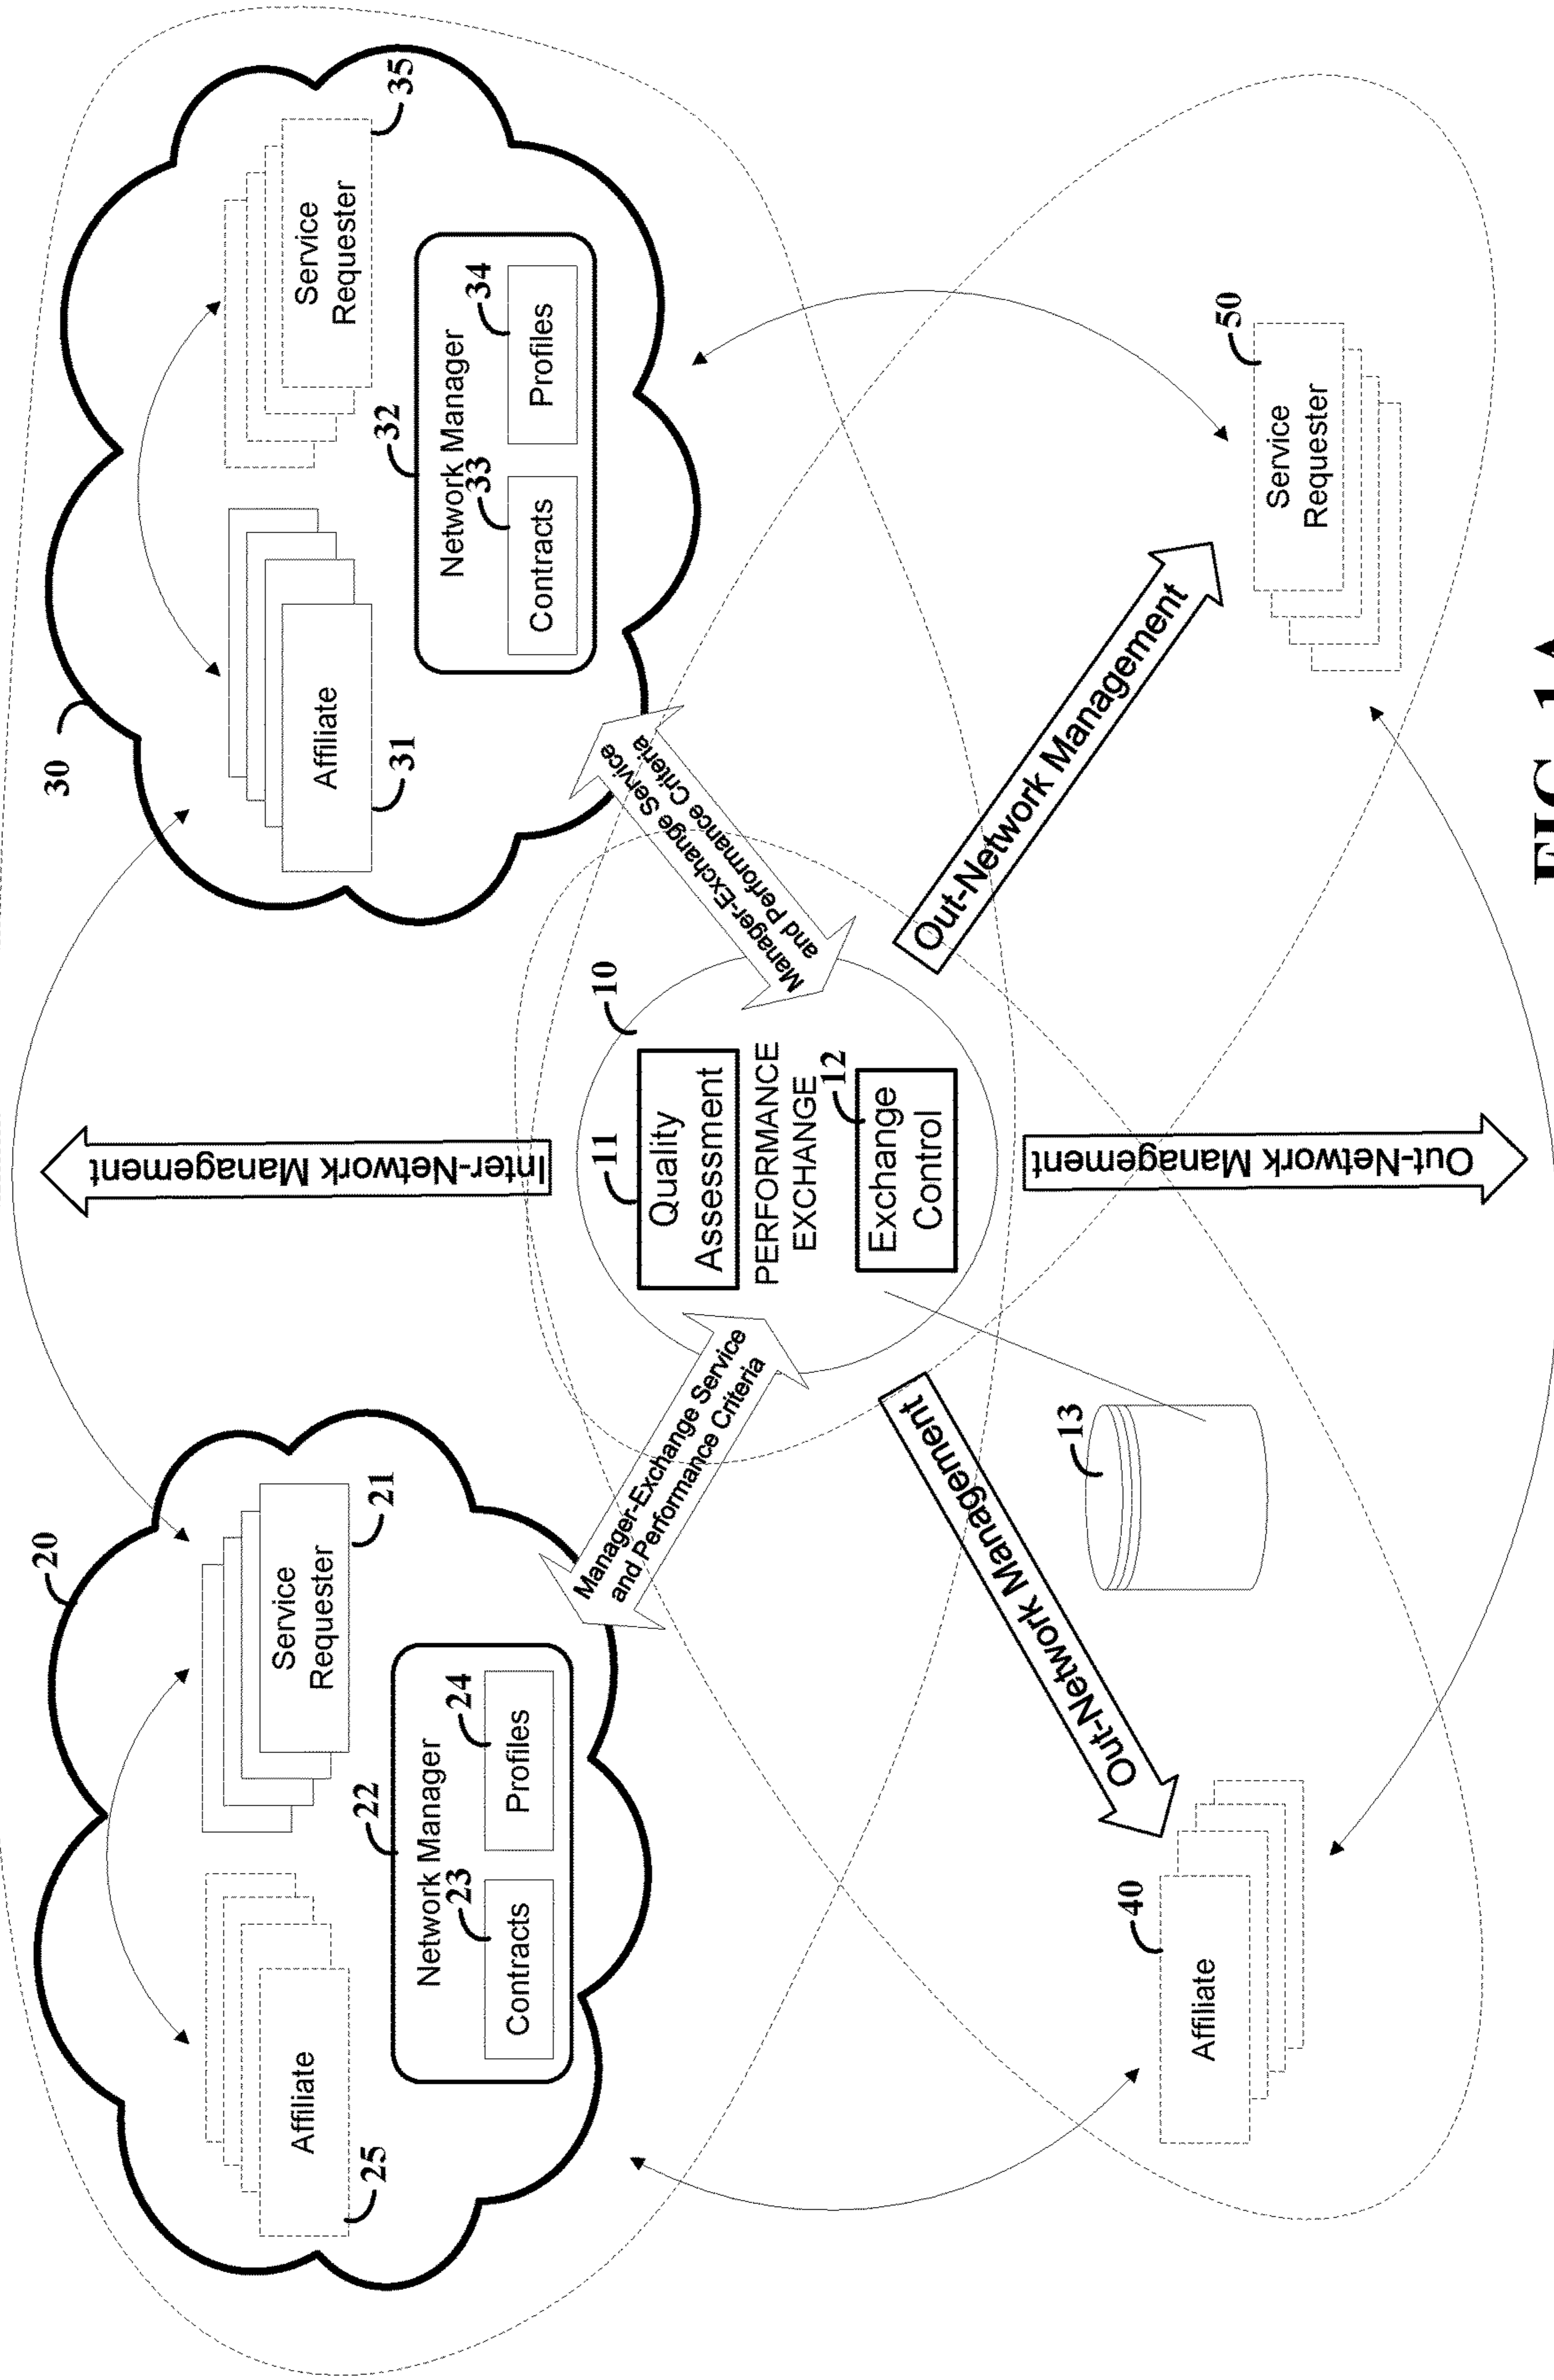 20
Service
Requester
21
Affiliate
25
22
Network Manager
23
24
Contracts
Profiles
30
Affiliate
31
Service
Requester
35
32
Network Manager
33
34
Contracts
Profiles
Inter-Network Management
Manager-Exchange Service
and Performance Criteria
Manager-Exchange Service
and Performance Criteria
10
11
Quality
Assessment
PERFORMANCE
EXCHANGE
12
Exchange
Control
13
Out-Network Management
Out-Network Management
Out-Network Management
40
Affiliate
50
Service
Requester
FIG. 1A